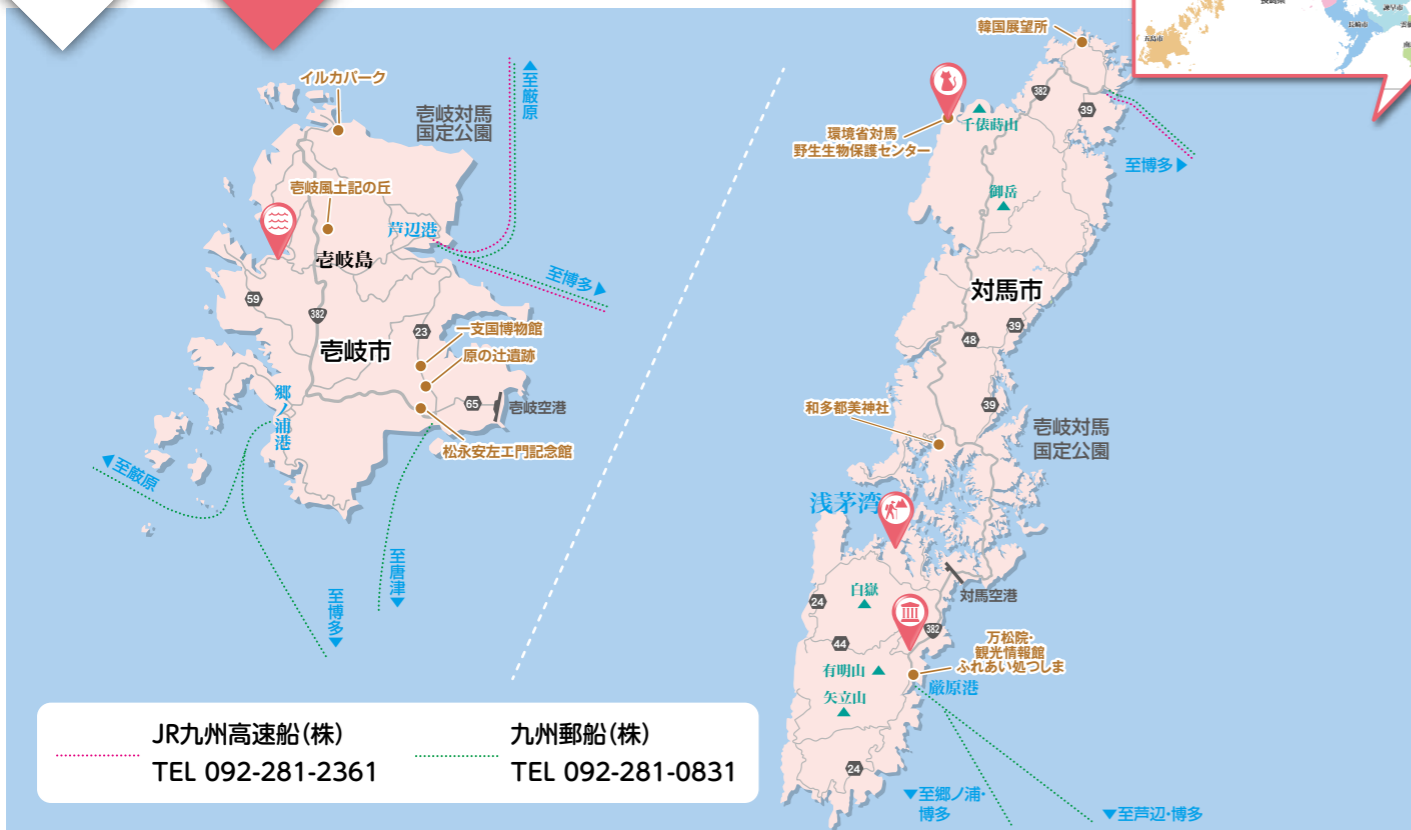 イルカパーク
壱岐対馬
国定公園
▲至厳原
壱岐風土記の丘
芦辺港
壱岐島
至博多▶
59
382
23
一支国博物館
原の辻遺跡
壱岐市
郷ノ浦港
65
壱岐空港
松永安左エ門記念館
◀至厳原
至唐津▼
至博多▼
韓国展望所
382
39
千俵蒔山
環境省対馬
野生生物保護センター
至博多▶
御岳
対馬市
39
48
39
和多都美神社
壱岐対馬
国定公園
浅茅湾
対馬空港
白嶽
24
382
44
万松院・
観光情報館
ふれあい処つしま
有明山
厳原港
矢立山
24
▼至郷ノ浦・
博多
▼至芦辺・博多
JR九州高速船(株)
TEL 092-281-2361
九州郵船(株)
TEL 092-281-0831
長崎市
諫早市
五島市